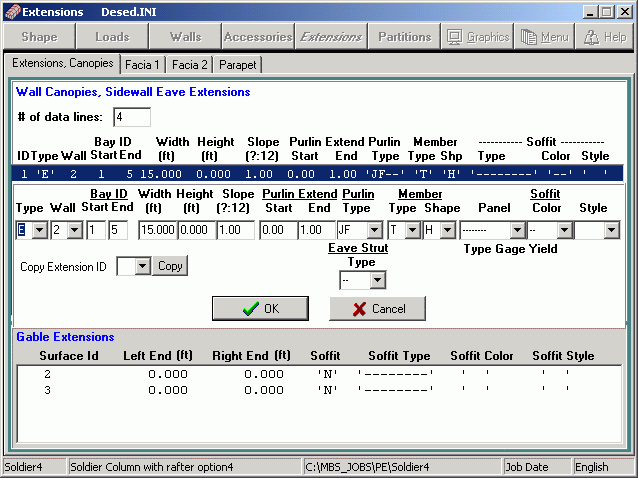 Extensions    Desed.INI
Shape Loads Walls Accessories Extensions Partitions Graphics Menu Help
Extensions, Canopies Facia 1 Facia 2 Parapet
Wall Canopies, Sidewall Eave Extensions
# of data lines: 4
Bay ID Width Height Slope Purlin Extend Purlin Member ----------- Soffit -----------
ID Type Wall Start End (ft) (ft) (?:12) Start End Type Type Shp Type Color Style
1 'E' 2 1 5 15.000 0.000 1.00 0.00 1.00 'JF--' 'T' 'H' '--------' '--' ' '
Bay ID Width Height Slope Purlin Extend Purlin Member Soffit
Type Wall Start End (ft) (ft) (?:12) Start End Type Type Shape Panel Color Style
E 2 1 5 15.000 0.000 1.00 0.00 1.00 JF T H -------- --
Eave Strut Type Gage Yield
Copy Extension ID Copy Type
--
OK Cancel
Gable Extensions
Surface Id Left End (ft) Right End (ft) Soffit Soffit Type Soffit Color Soffit Style
2 0.000 0.000 'N' '--------' ' ' ' '
3 0.000 0.000 'N' '--------' ' ' ' '
Soldier4 Soldier Column with rafter option4 C:\MBS_JOBS\PE\Soldier4 Job Date English